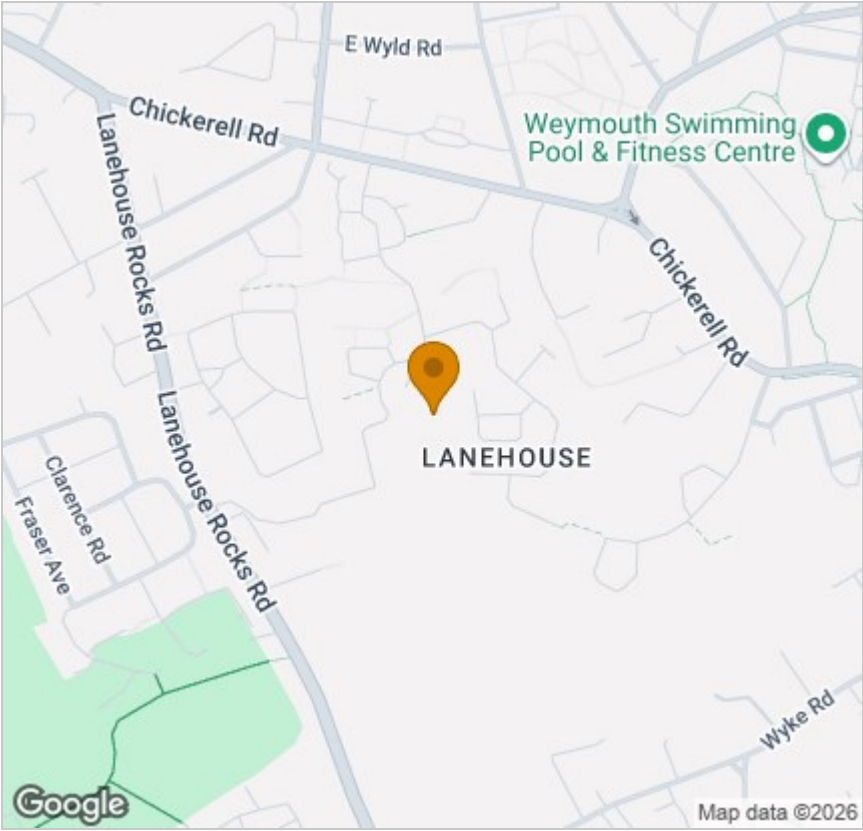 E Wyld Rd
Chickerell Rd
Weymouth Swimming
Pool & Fitness Centre
Lanehouse Rocks Rd
Chickerell Rd
Lanehouse Rocks Rd
LANEHOUSE
Clarence Rd
Fraser Ave
Wyke Rd
Google
Map data ©2026